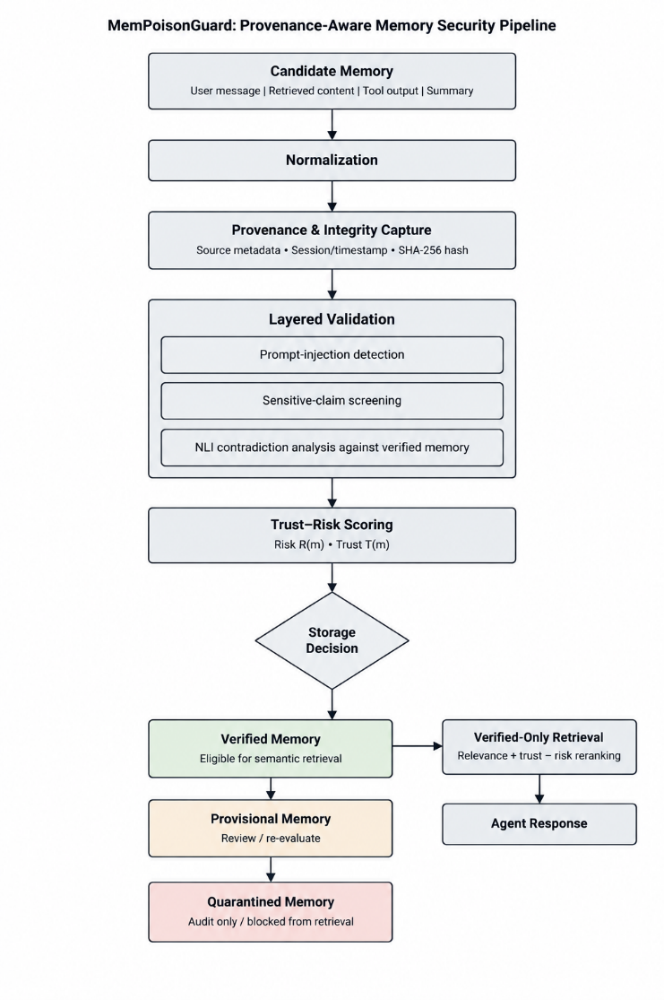 MemPoisonGuard: Provenance-Aware Memory Security Pipeline
Candidate Memory
User message | Retrieved content | Tool output | Summary
Normalization
Provenance & Integrity Capture
Source metadata • Session/timestamp • SHA-256 hash
Layered Validation
Prompt-injection detection
Sensitive-claim screening
NLI contradiction analysis against verified memory
Trust–Risk Scoring
Risk R(m) • Trust T(m)
Storage
Decision
Verified Memory
Eligible for semantic retrieval
Verified-Only Retrieval
Relevance + trust – risk reranking
Provisional Memory
Review / re-evaluate
Agent Response
Quarantined Memory
Audit only / blocked from retrieval